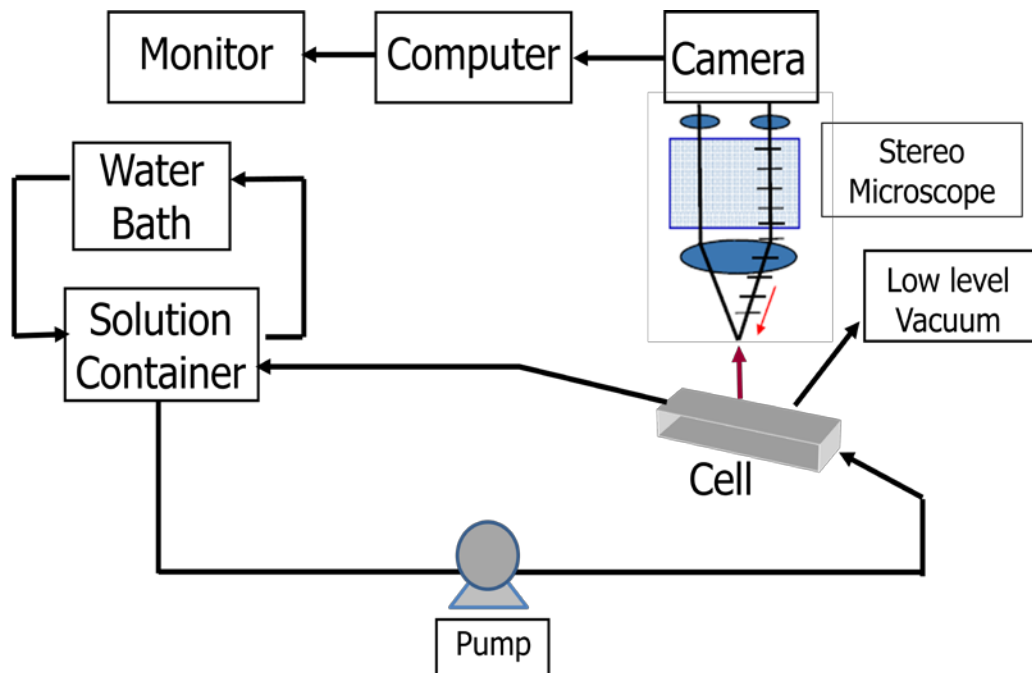 Monitor
Computer
Camera
Stereo
Microscope
Water
Bath
Low level
Vacuum
Solution
Container
Cell
Pump